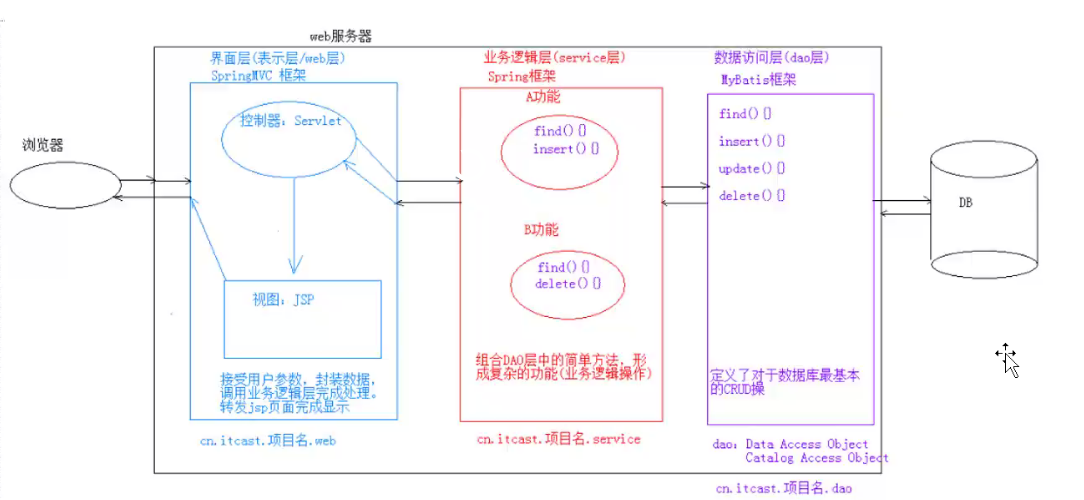 web服务器
浏览器
界面层(表示层/web层)
SpringMVC 框架
控制器: Servlet
视图: JSP
接受用户参数, 封装数据,
调用业务逻辑层完成处理。
转发jsp页面完成显示
cn.itcast.项目名.web
业务逻辑层(service层)
Spring框架
A功能
find(){}
insert(){}
B功能
find(){}
delete(){}
组合DAO层中的简单方法, 形
成复杂的功能(业务逻辑操作)
cn.itcast.项目名.service
数据访问层(dao层)
MyBatis框架
find(){}
insert(){}
update(){}
delete(){}
定义了对于数据库最基本
的CRUD操
dao: Data Access Object
Catalog Access Object
cn.itcast.项目名.dao
DB